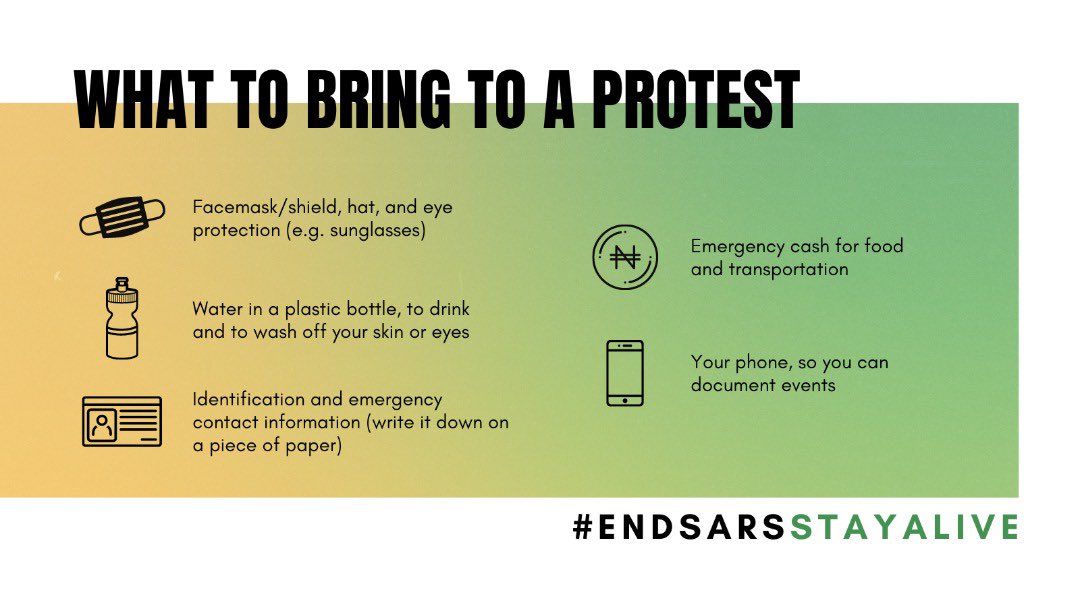 WHAT TO BRING TO A PROTEST
Facemask/shield, hat, and eye
protection (e.g. sunglasses)
Water in a plastic bottle, to drink
and to wash off your skin or eyes
Identification and emergency
contact information (write it down on
a piece of paper)
₦
Emergency cash for food
and transportation
Your phone, so you can
document events
#ENDSARSSTAYALIVE